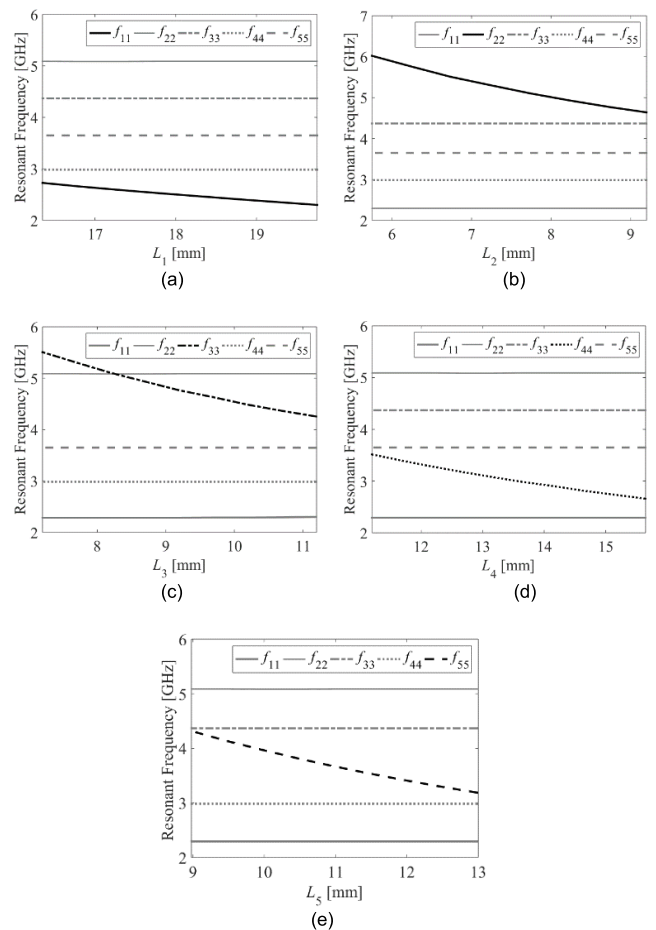 6
5
4
3
2
Resonant Frequency [GHz]
f11 f22 f33 f44 f55
17 18 19
L1 [mm]
(a)
7
6
5
4
3
2
Resonant Frequency [GHz]
f11 f22 f33 f44 f55
6 7 8 9
L2 [mm]
(b)
6
5
4
3
2
Resonant Frequency [GHz]
f11 f22 f33 f44 f55
8 9 10 11
L3 [mm]
(c)
6
5
4
3
2
Resonant Frequency [GHz]
f11 f22 f33 f44 f55
12 13 14 15
L4 [mm]
(d)
6
5
4
3
2
Resonant Frequency [GHz]
f11 f22 f33 f44 f55
9 10 11 12 13
L5 [mm]
(e)